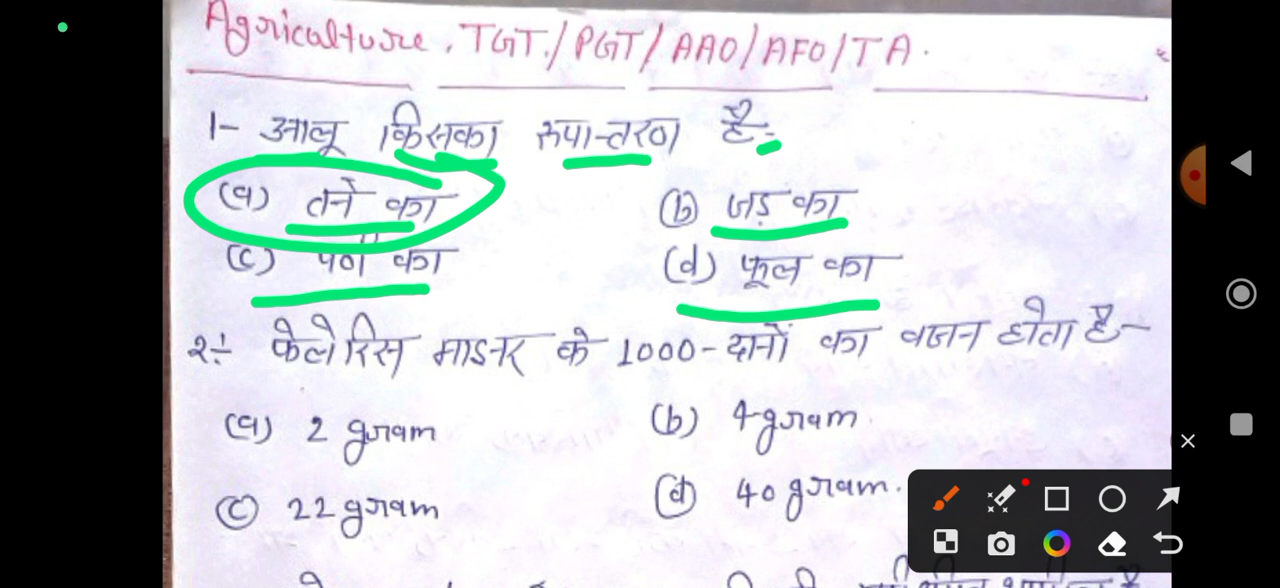 Agriculture. TGT./PGT/AAO/AFO/TA.
1- आलू किसका रूपा-तरण है-
(a) तने का (b) जड़ का
(c) पर्ण का (d) फूल का
2÷ फेलेरिस माइनर के 1000-दानों का वजन होता है-
(a) 2 gram (b) 4 gram.
(c) 22 gram (d) 40 gram.